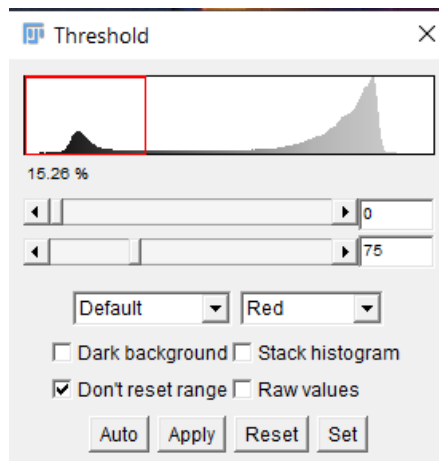 Threshold
15.26 %
0
75
Default Red
Dark background Stack histogram
Don't reset range Raw values
Auto Apply Reset Set